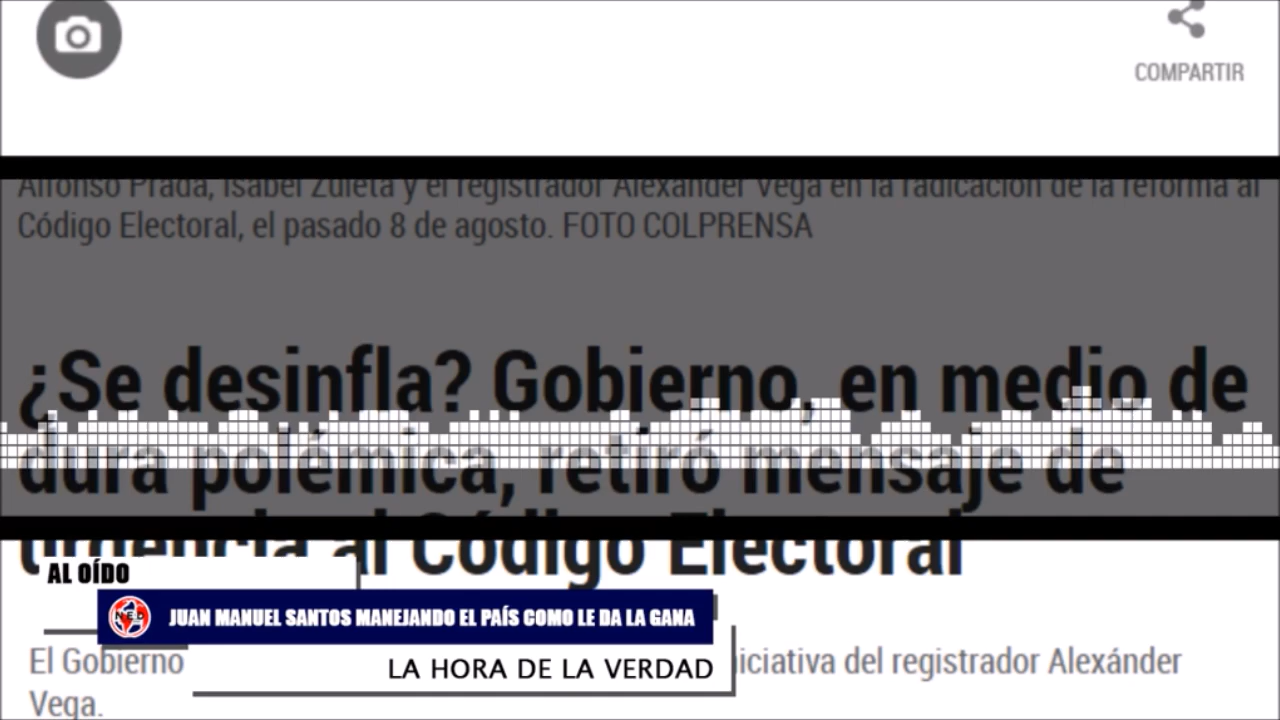 COMPARTIR
Alfonso Prada, Isabel Zuleta y el registrador Alexánder Vega en la radicación de la reforma al
Código Electoral, el pasado 8 de agosto. FOTO COLPRENSA
¿Se desinfla? Gobierno, en medio de
dura polémica, retiró mensaje de
urgencia al Código Electoral
AL OÍDO
JUAN MANUEL SANTOS MANEJANDO EL PAÍS COMO LE DA LA GANA
LA HORA DE LA VERDAD
El Gobierno
iciativa del registrador Alexánder
Vega.